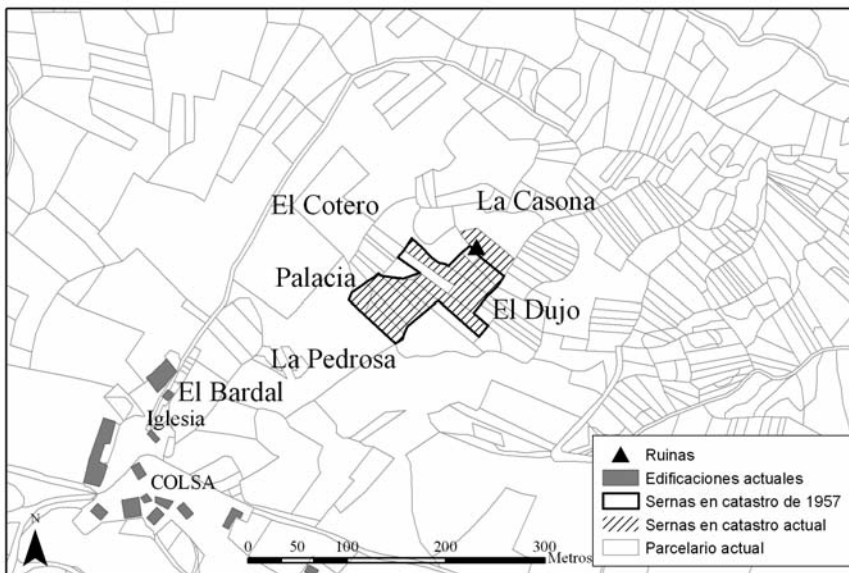 El Cotero
La Casona
Palacia
El Dujo
La Pedrosa
El Bardal
Iglesia
COLSA
N
0 50 100 200 300
Metros
Ruinas
Edificaciones actuales
Sernas en catastro de 1957
Sernas en catastro actual
Parcelario actual